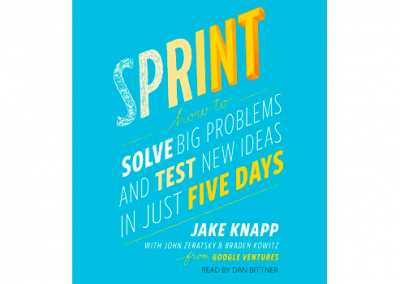 SPRINT
how to
SOLVE BIG PROBLEMS
AND TEST NEW IDEAS
IN JUST FIVE DAYS
JAKE KNAPP
WITH JOHN ZERATSKY & BRADEN KOWITZ
from GOOGLE VENTURES
READ BY DAN BITTNER